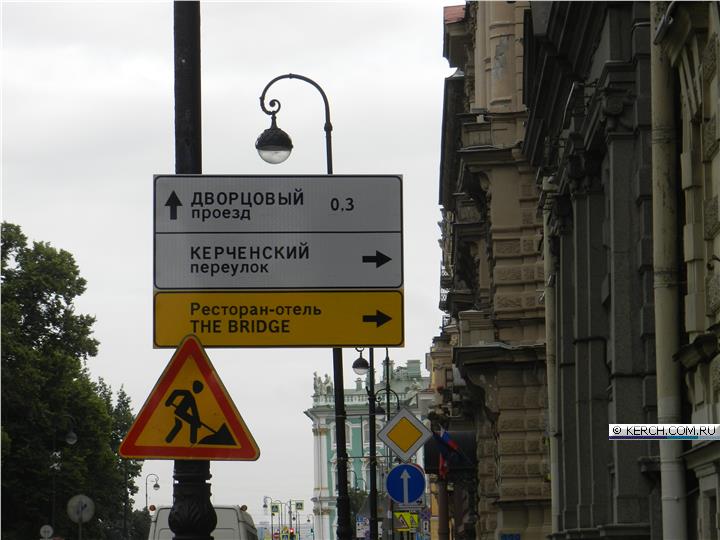 ДВОРЦОВЫЙ
проезд 0,3
КЕРЧЕНСКИЙ
переулок
Ресторан-отель
THE BRIDGE
© KERCH.COM.RU